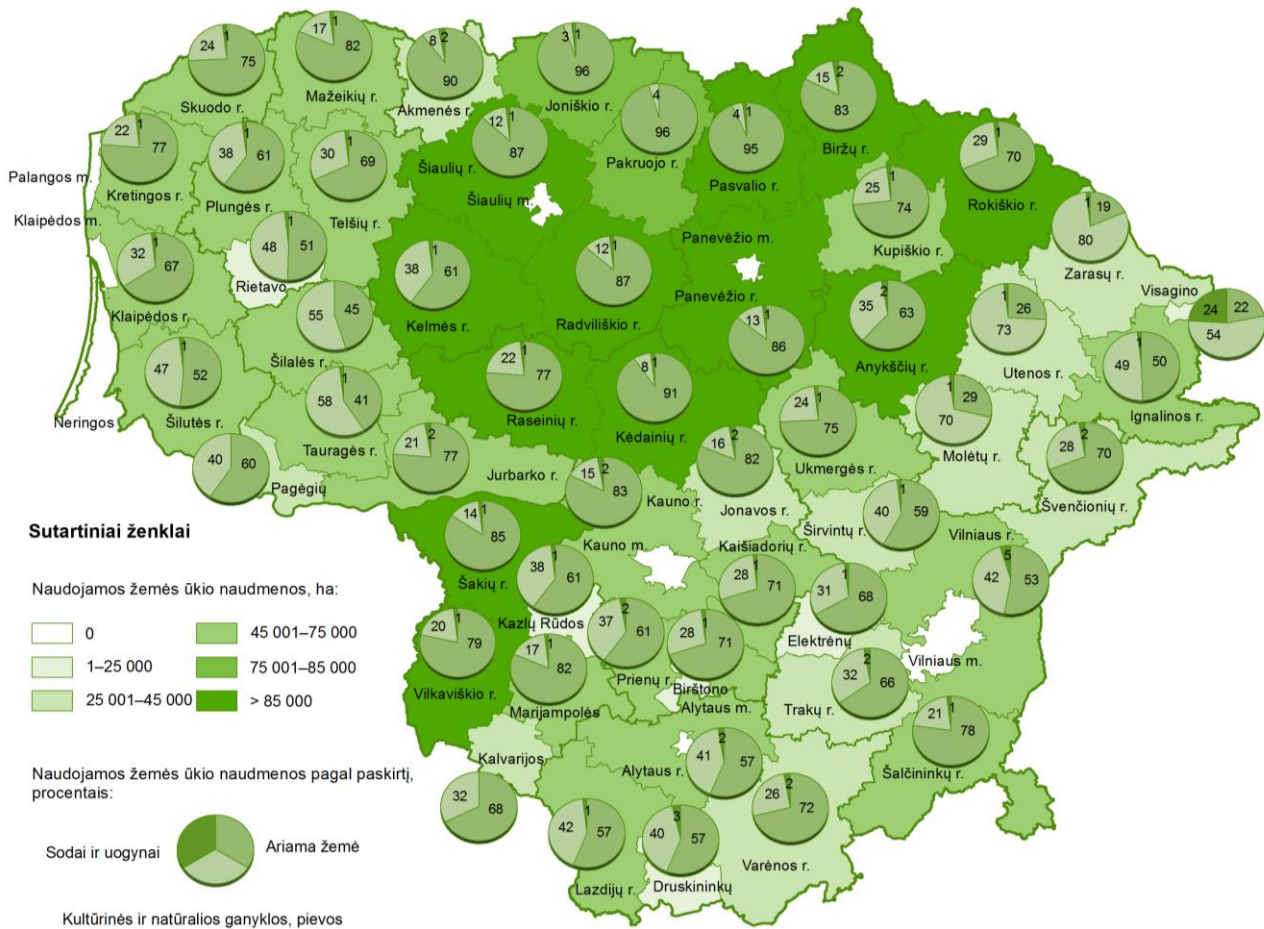 17 1 82
Mažeikių r.
24 1 75
Skuodo r.
8 2 90
Akmenės r.
3 1 96
Joniškio r.
4 96
Pakruojo r.
4 1 95
Pasvalio r.
15 2 83
Biržų r.
29 1 70
Rokiškio r.
22 1 77
Kretingos r.
Palangos m.
38 1 61
Plungės r.
30 1 69
Telšių r.
12 1 87
Šiaulių r.
Šiaulių m.
25 1 74
Kupiškio r.
1 19 80
Zarasų r.
Klaipėdos m.
32 1 67
Klaipėdos r.
48 1 51
Rietavo
38 1 61
Kelmės r.
12 1 87
Radviliškio r.
Panevėžio m.
Panevėžio r.
13 1 86
35 2 63
Anykščių r.
1 26 73
Utenos r.
Visagino
24 22 54
55 45
Šilalės r.
47 1 52
Šilutės r.
Neringos
58 1 41
Tauragės r.
22 1 77
Raseinių r.
8 1 91
Kėdainių r.
24 1 75
Ukmergės r.
1 29 70
Molėtų r.
49 1 50
Ignalinos r.
40 60
Pagėgių
21 2 77
Jurbarko r.
15 2 83
Kauno r.
16 2 82
Jonavos r.
40 1 59
Širvintų r.
28 2 70
Švenčionių r.
Vilniaus r.
42 5 53
14 1 85
Šakių r.
Kauno m.
Kaišiadorių r.
28 1 71
31 1 68
Elektrėnų
38 1 61
Kazlų Rūdos
37 2 61
Prienų r.
28 1 71
Birštono
Vilniaus m.
32 2 66
Trakų r.
20 1 79
Vilkaviškio r.
17 1 82
Marijampolės
Alytaus m.
41 2 57
Alytaus r.
21 1 78
Šalčininkų r.
Kalvarijos
32 68
42 1 57
Lazdijų r.
40 3 57
Druskininkų
26 2 72
Varėnos r.
Sutartiniai ženklai
Naudojamos žemės ūkio naudmenos, ha:
0
45 001–75 000
1–25 000
75 001–85 000
25 001–45 000
> 85 000
Naudojamos žemės ūkio naudmenos pagal paskirtį,
procentais:
Sodai ir uogynai
Ariama žemė
Kultūrinės ir natūralios ganyklos, pievos